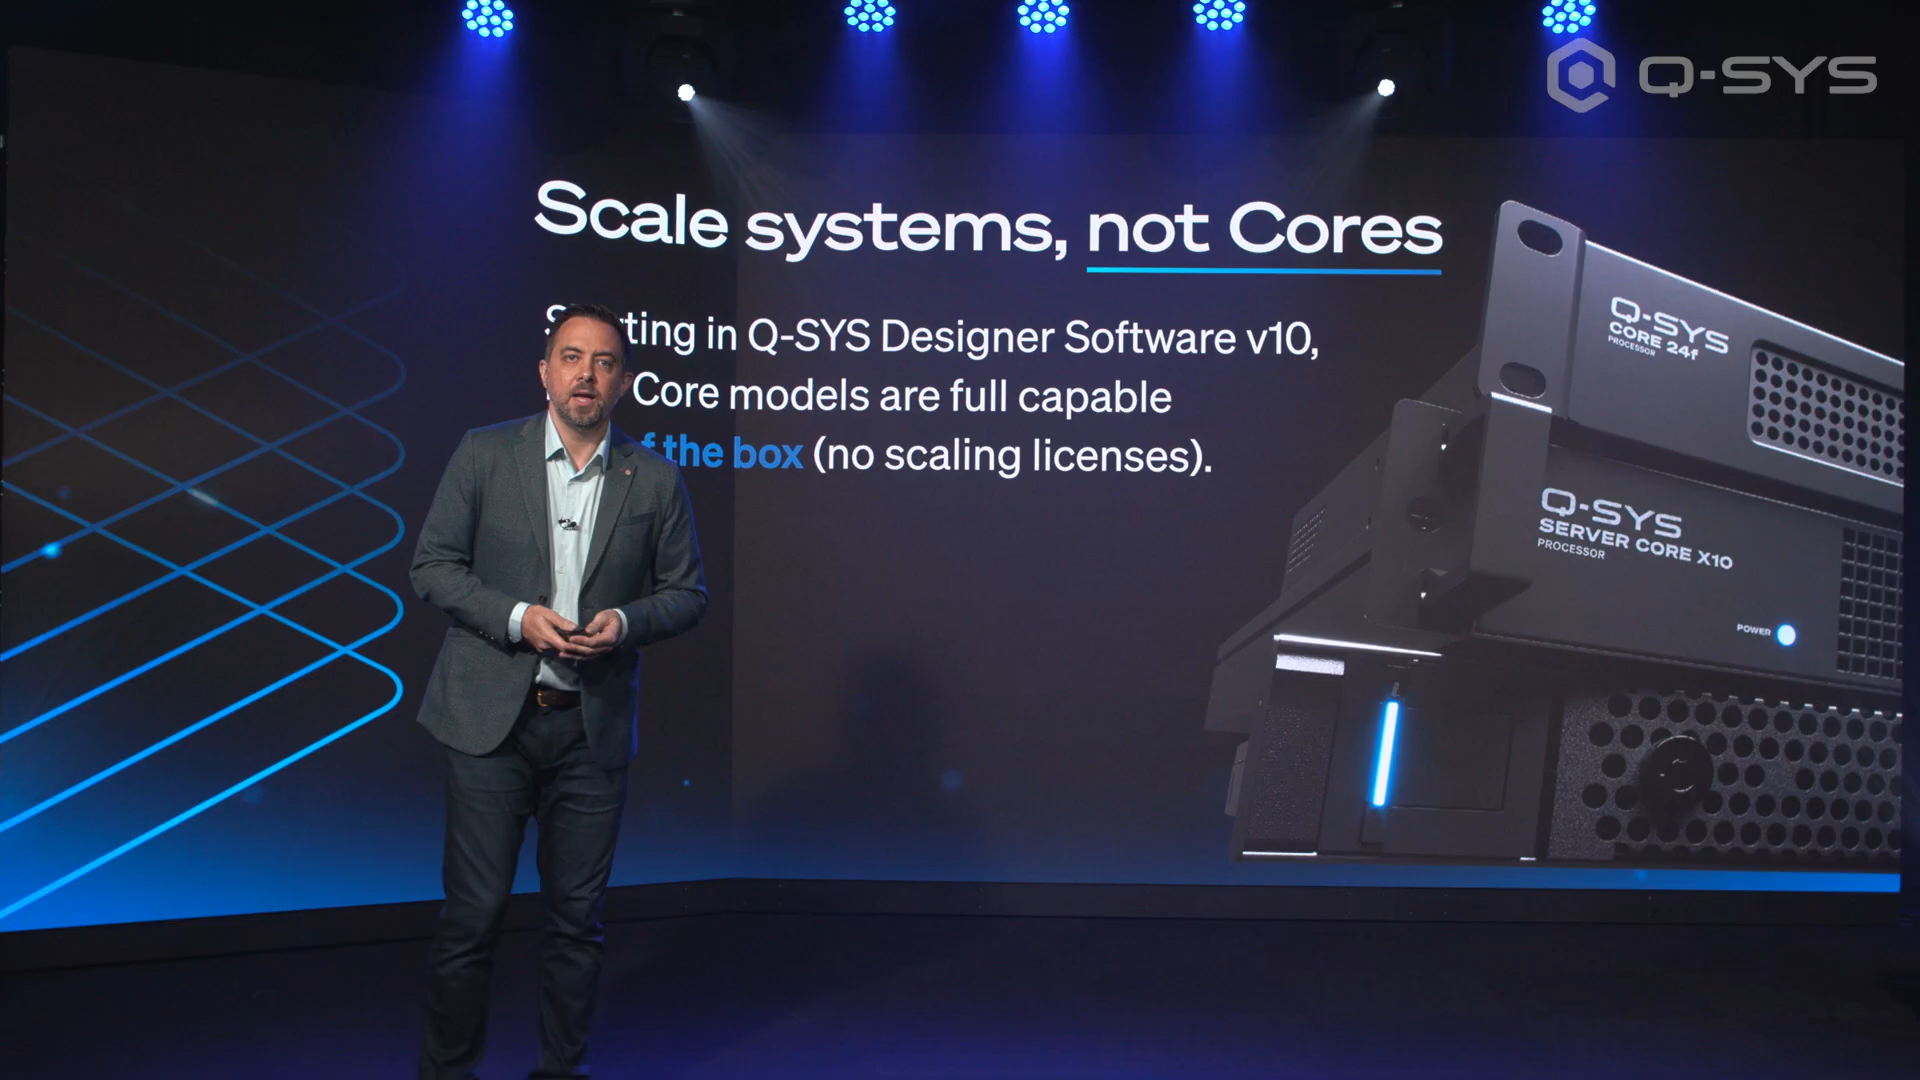 Q-SYS
Scale systems, not Cores
ting in Q-SYS Designer Software v10,
Core models are full capable
f the box (no scaling licenses).
Q-SYS
CORE 24f
PROCESSOR
Q-SYS
SERVER CORE X10
PROCESSOR
POWER